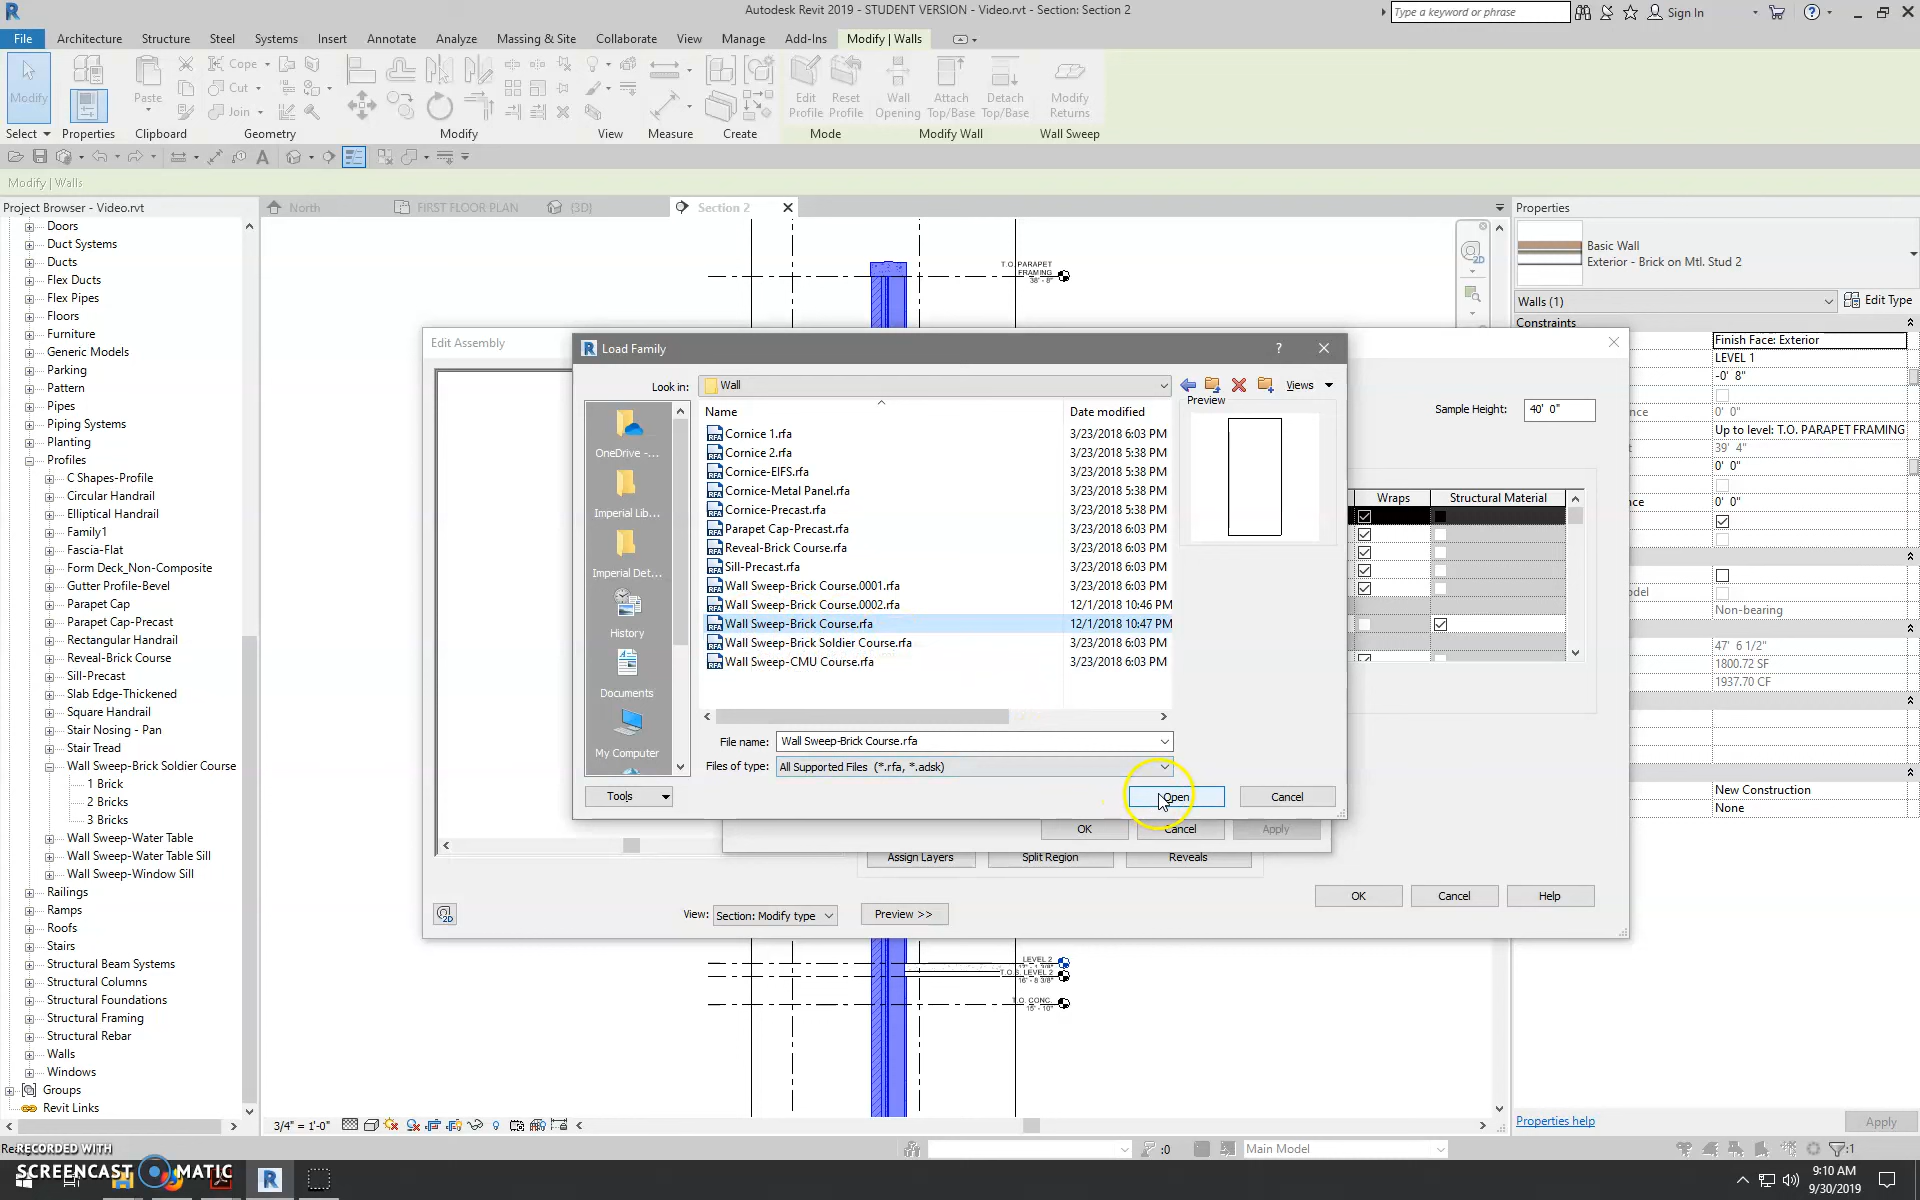 Autodesk Revit 2019 - STUDENT VERSION - Video.rvt - Section: Section 2
Type a keyword or phrase
Sign In
File
Architecture
Structure
Steel
Systems
Insert
Annotate
Analyze
Massing & Site
Collaborate
View
Manage
Add-Ins
Modify | Walls
Modify
Paste
Cope
Cut
Join
Edit Profile
Reset Profile
Wall Opening
Attach Top/Base
Detach Top/Base
Modify Returns
Select
Properties
Clipboard
Geometry
Modify
View
Measure
Create
Mode
Modify Wall
Wall Sweep
Modify | Walls
Project Browser - Video.rvt
North
FIRST FLOOR PLAN
{3D}
Section 2
Properties
Doors
Duct Systems
Ducts
Flex Ducts
Flex Pipes
Floors
Furniture
Generic Models
Parking
Pattern
Pipes
Piping Systems
Planting
Profiles
C Shapes-Profile
Circular Handrail
Elliptical Handrail
Family1
Fascia-Flat
Form Deck_Non-Composite
Gutter Profile-Bevel
Parapet Cap
Parapet Cap-Precast
Rectangular Handrail
Reveal-Brick Course
Sill-Precast
Slab Edge-Thickened
Square Handrail
Stair Nosing - Pan
Stair Tread
Wall Sweep-Brick Soldier Course
1 Brick
2 Bricks
3 Bricks
Wall Sweep-Water Table
Wall Sweep-Water Table Sill
Wall Sweep-Window Sill
Railings
Ramps
Roofs
Stairs
Structural Beam Systems
Structural Columns
Structural Foundations
Structural Framing
Structural Rebar
Walls
Windows
Groups
Revit Links
T.O. PARAPET
FRAMING
38' - 8"
Edit Assembly
Load Family
Look in:
Wall
Views
Name
Date modified
Preview
Cornice 1.rfa 3/23/2018 6:03 PM
Cornice 2.rfa 3/23/2018 5:38 PM
Cornice-EIFS.rfa 3/23/2018 5:38 PM
Cornice-Metal Panel.rfa 3/23/2018 5:38 PM
Cornice-Precast.rfa 3/23/2018 5:38 PM
Parapet Cap-Precast.rfa 3/23/2018 6:03 PM
Reveal-Brick Course.rfa 3/23/2018 6:03 PM
Sill-Precast.rfa 3/23/2018 6:03 PM
Wall Sweep-Brick Course.0001.rfa 3/23/2018 6:03 PM
Wall Sweep-Brick Course.0002.rfa 12/1/2018 10:46 PM
Wall Sweep-Brick Course.rfa 12/1/2018 10:47 PM
Wall Sweep-Brick Soldier Course.rfa 3/23/2018 6:03 PM
Wall Sweep-CMU Course.rfa 3/23/2018 6:03 PM
OneDrive -...
Imperial Lib...
Imperial Det...
History
Documents
My Computer
File name: Wall Sweep-Brick Course.rfa
Files of type: All Supported Files (*.rfa, *.adsk)
Tools
Open
Cancel
OK
Cancel
Apply
Assign Layers
Split Region
Reveals
Sample Height: 40' 0"
Wraps
Structural Material
OK
Cancel
Help
View: Section: Modify type
Preview >>
LEVEL 2
T.O.S. LEVEL 2
16' - 8 3/8"
T.O. CONC.
15' - 10"
Basic Wall
Exterior - Brick on Mtl. Stud 2
Walls (1)
Edit Type
Constraints
Finish Face: Exterior
LEVEL 1
-0' 8"
nce
0' 0"
Up to level: T.O. PARAPET FRAMING
t
39' 4"
0' 0"
nce
0' 0"
odel
Non-bearing
47' 6 1/2"
1800.72 SF
1937.70 CF
New Construction
None
Properties help
Apply
3/4" = 1'-0"
Rea
:0
Main Model
:1
RECORDED WITH
SCREENCAST MATIC
9:10 AM
9/30/2019